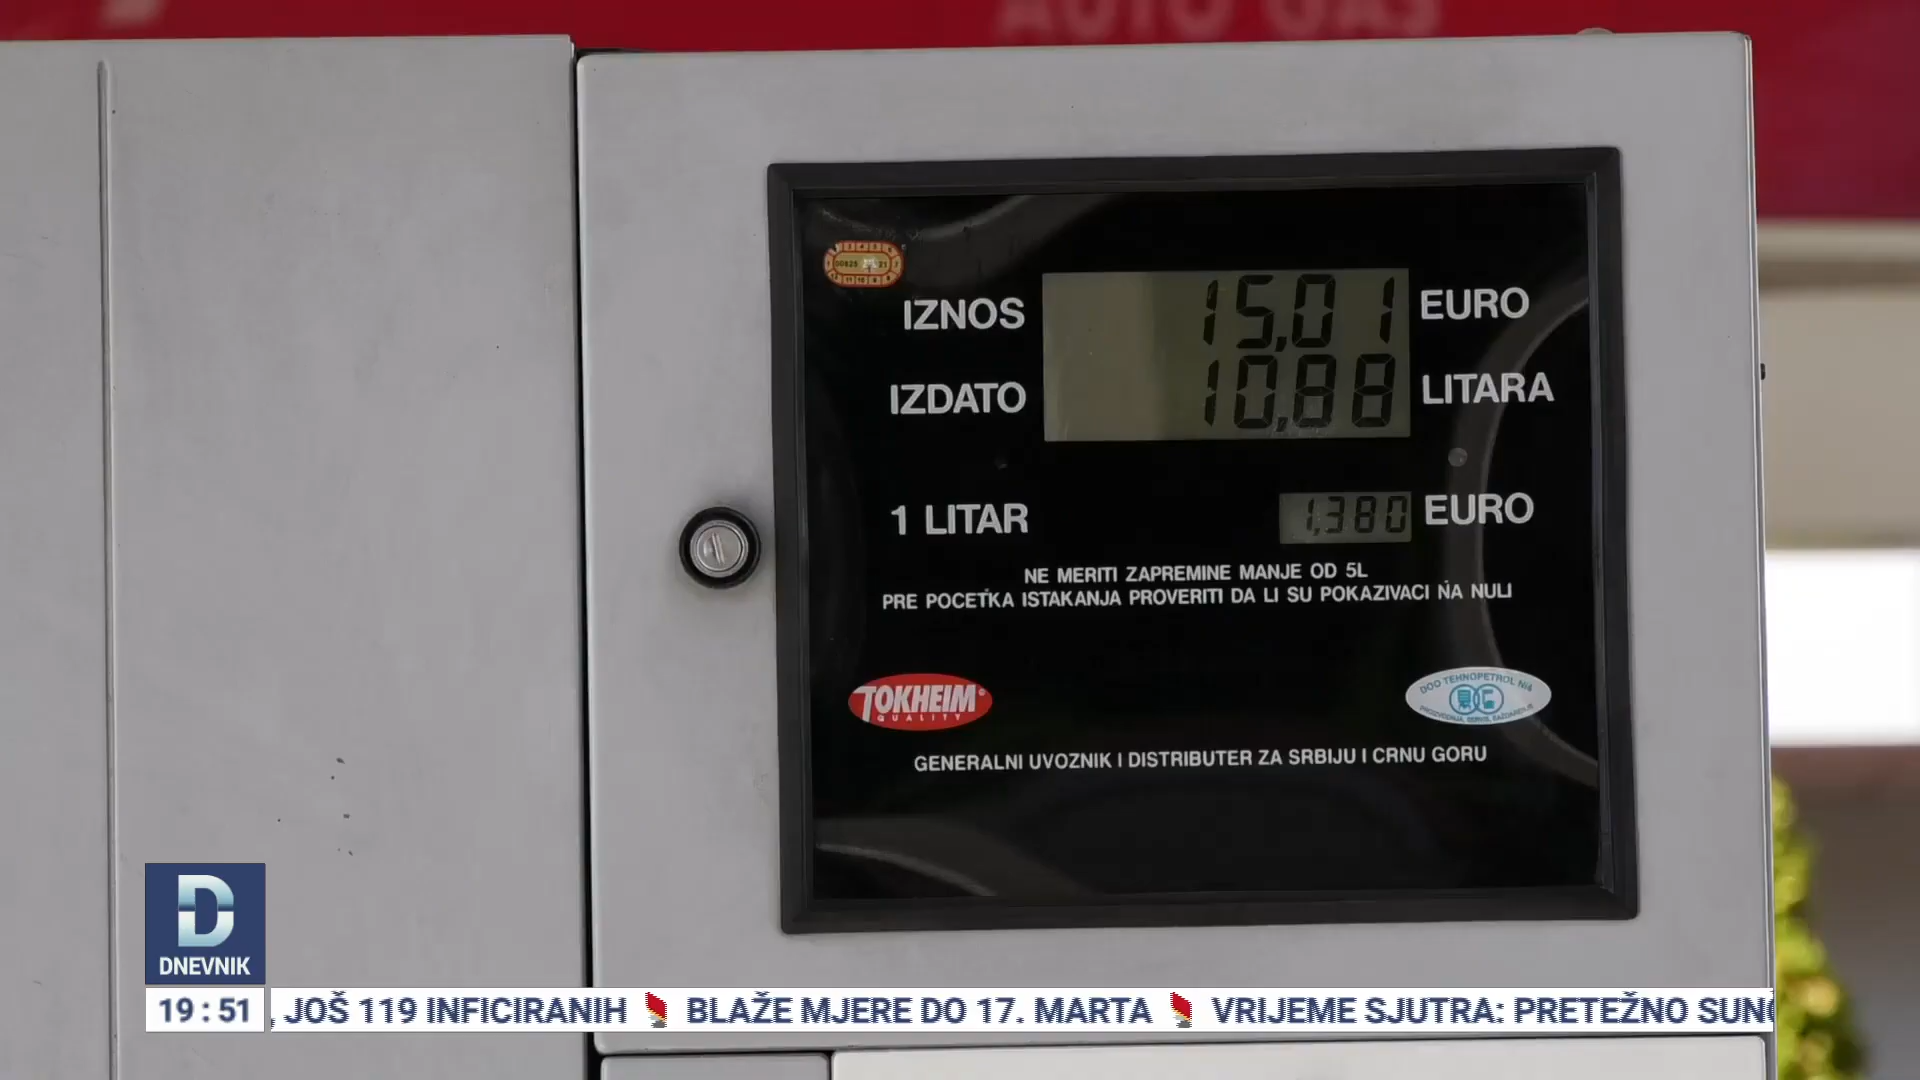 AUTO GAS
IZNOS 15,01 EURO
IZDATO 10,88 LITARA
1 LITAR 1,380 EURO
NE MERITI ZAPREMINE MANJE OD 5L
PRE POCETKA ISTAKANJA PROVERITI DA LI SU POKAZIVACI NA NULI
TOKHEIM
QUALITY
DOO TEHNOPETROL NIŠ
GENERALNI UVOZNIK I DISTRIBUTER ZA SRBIJU I CRNU GORU
D
DNEVNIK
19:51 , JOŠ 119 INFICIRANIH BLAŽE MJERE DO 17. MARTA VRIJEME SJUTRA: PRETEŽNO